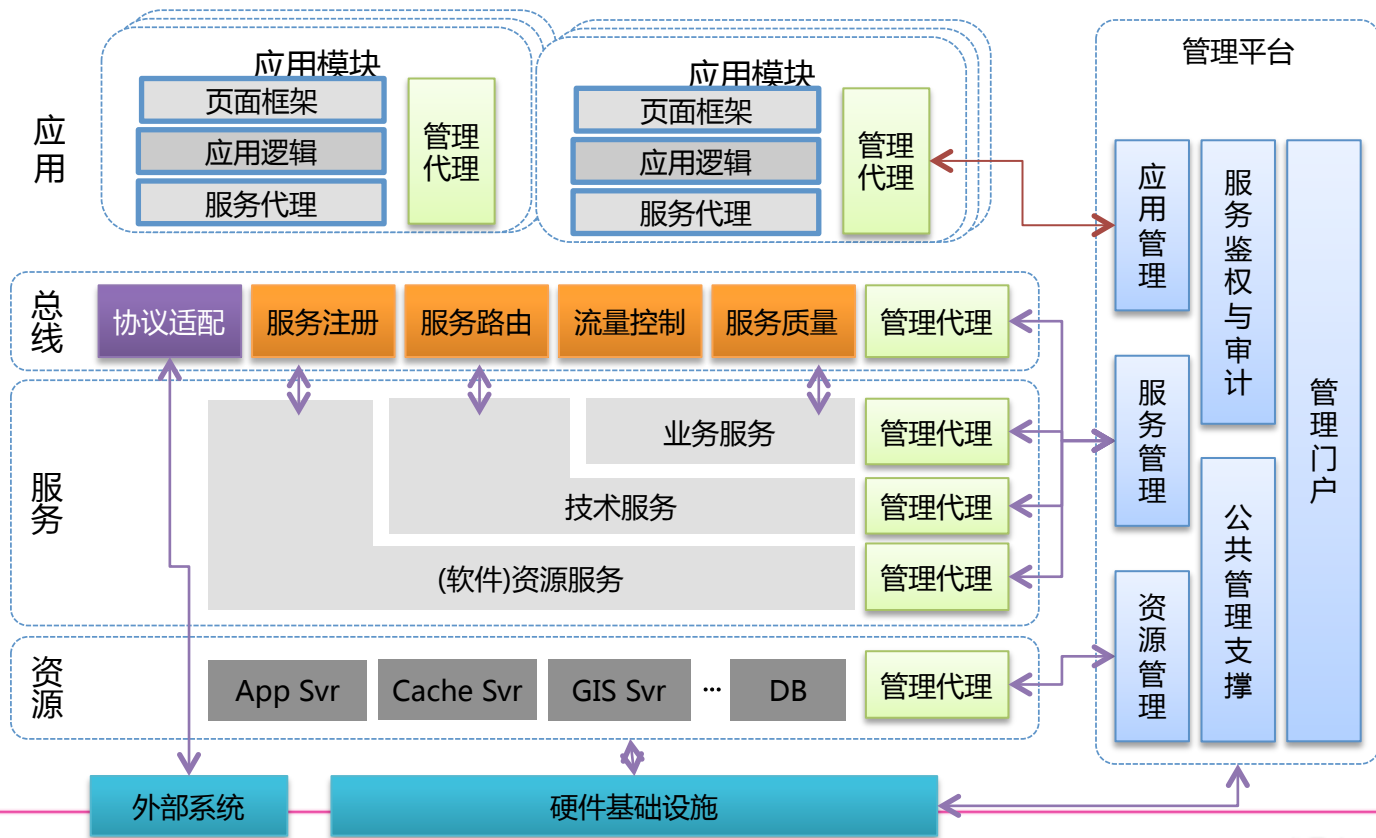 应用
应用模块
页面框架
应用逻辑
服务代理
管理
代理
应用模块
页面框架
应用逻辑
服务代理
管理
代理
总线
协议适配
服务注册
服务路由
流量控制
服务质量
管理代理
服务
业务服务
管理代理
技术服务
管理代理
(软件)资源服务
管理代理
资源
App Svr
Cache Svr
GIS Svr
...
DB
管理代理
外部系统
硬件基础设施
管理平台
应用管理
服务管理
资源管理
服务鉴权与审计
公共管理支撑
管理门户